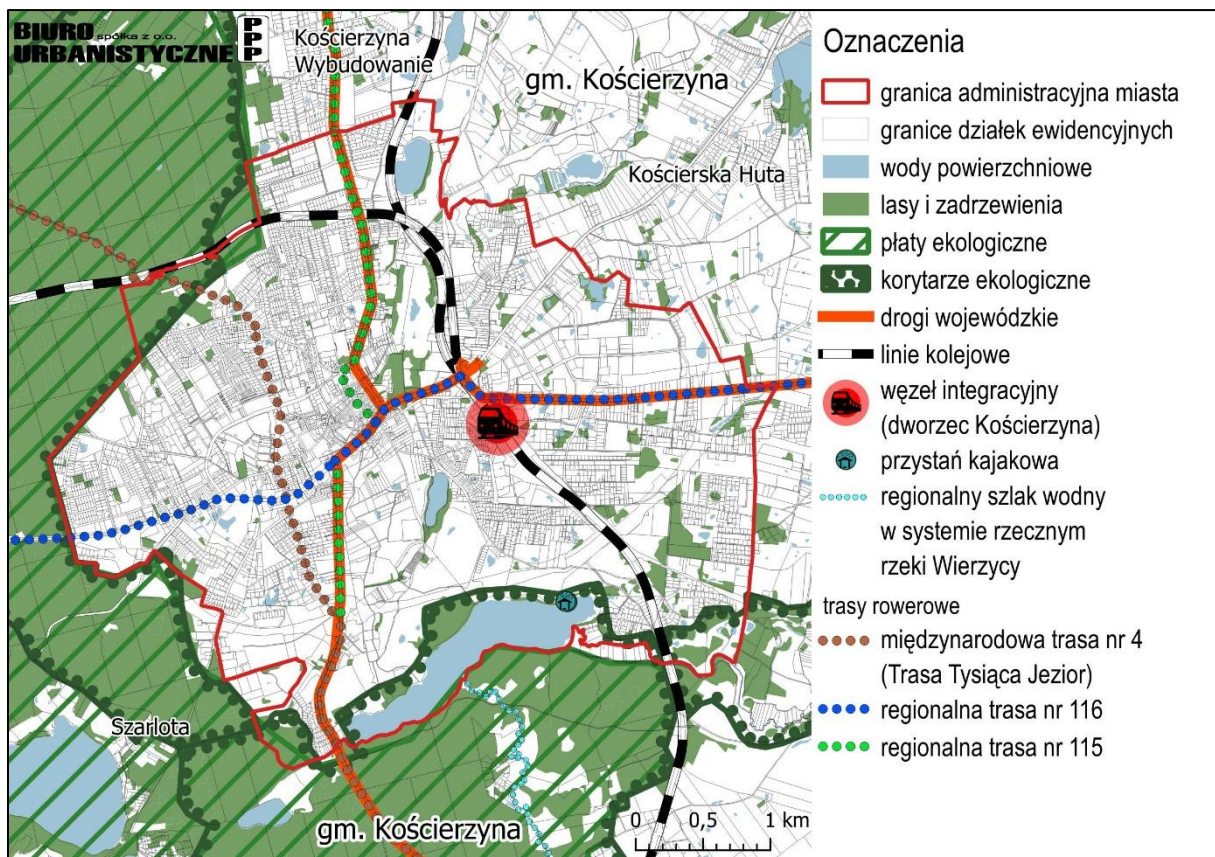 BIURO spółka z o.o.
URBANISTYCZNE
P
P
P
Kościerzyna
Wybudowanie
gm. Kościerzyna
Kościerska Huta
Szarlota
gm. Kościerzyna
0 0,5 1 km
Oznaczenia
granica administracyjna miasta
granice działek ewidencyjnych
wody powierzchniowe
lasy i zadrzewienia
płaty ekologiczne
korytarze ekologiczne
drogi wojewódzkie
linie kolejowe
węzeł integracyjny
(dworzec Kościerzyna)
przystań kajakowa
regionalny szlak wodny
w systemie rzecznym
rzeki Wierzycy
trasy rowerowe
międzynarodowa trasa nr 4
(Trasa Tysiąca Jezior)
regionalna trasa nr 116
regionalna trasa nr 115